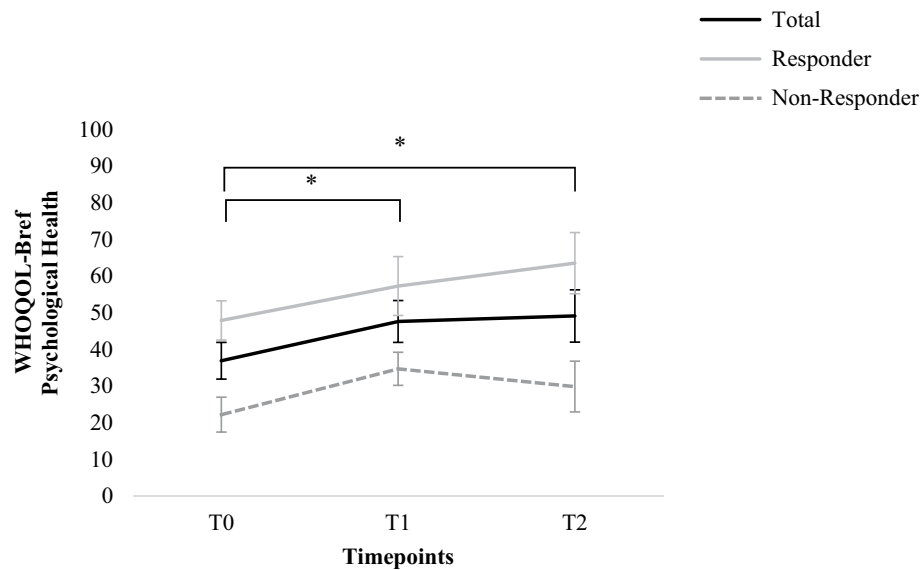 Total
Responder
Non-Responder
100
90
80
70
60
50
40
30
20
10
0
*
*
WHOQOL-Bref
Psychological Health
T0
T1
T2
Timepoints